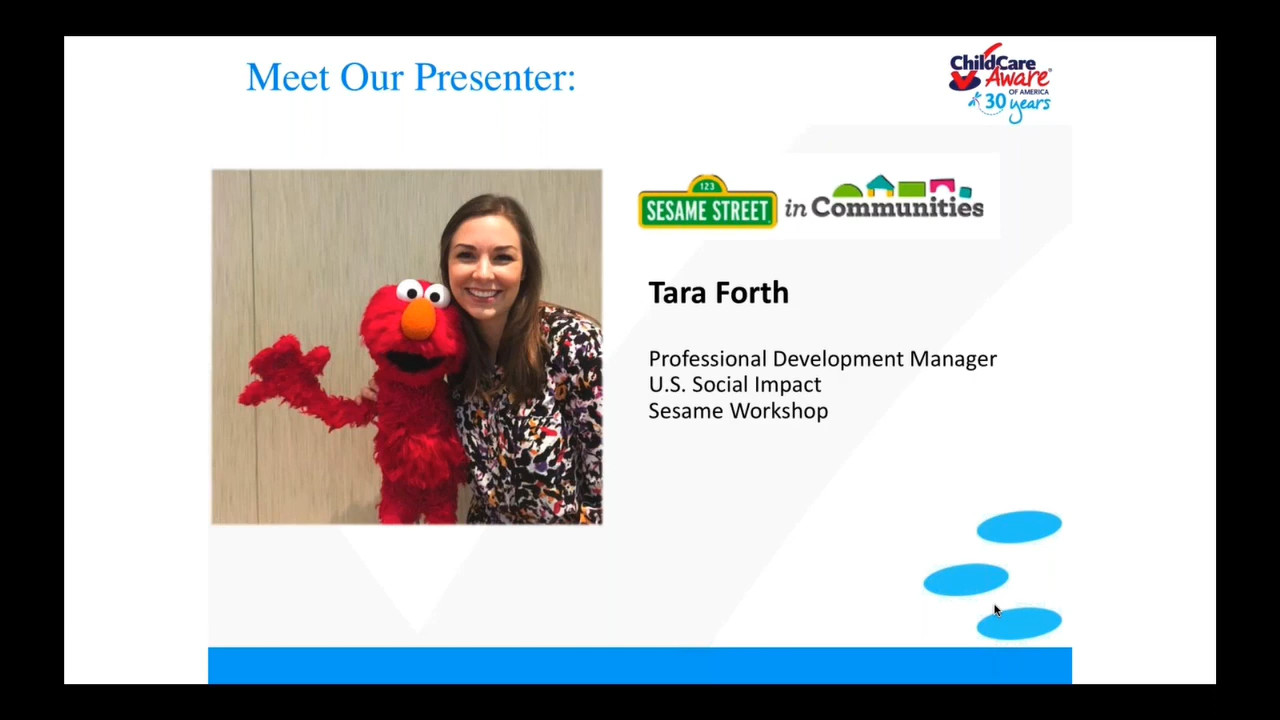 Meet Our Presenter:
ChildCare
Aware®
OF AMERICA
30 years
123
SESAME STREET
in Communities
Tara Forth
Professional Development Manager
U.S. Social Impact
Sesame Workshop